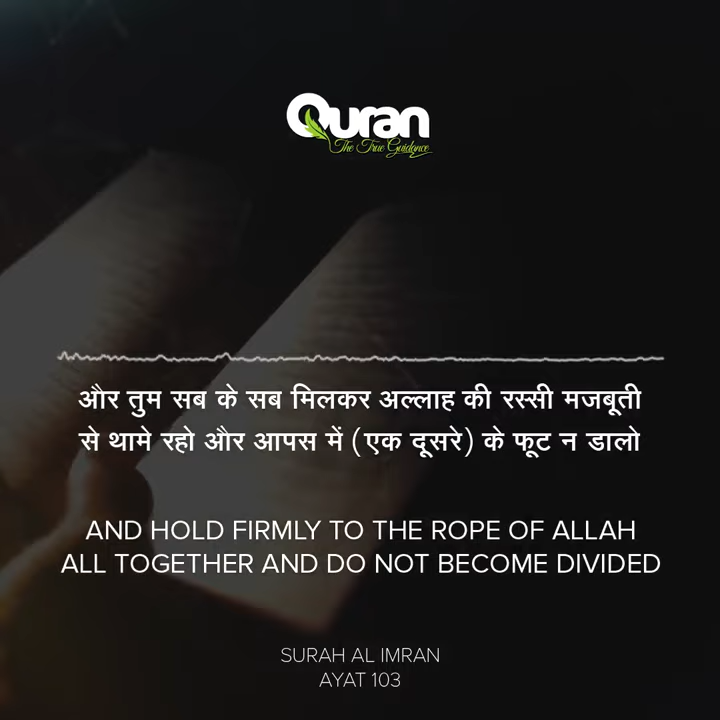 Quran
The True Guidance
और तुम सब के सब मिलकर अल्लाह की रस्सी मजबूती
से थामे रहो और आपस में (एक दूसरे) के फूट न डालो
AND HOLD FIRMLY TO THE ROPE OF ALLAH
ALL TOGETHER AND DO NOT BECOME DIVIDED
SURAH AL IMRAN
AYAT 103